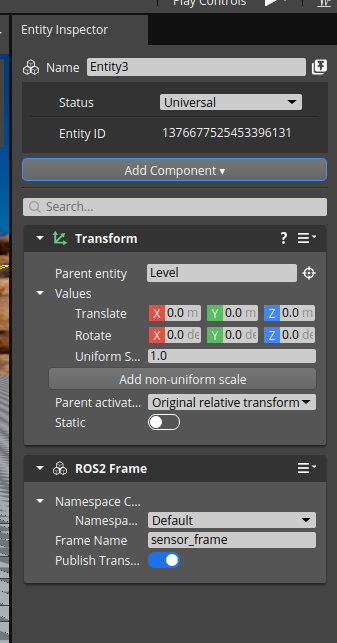 Play Controls
Entity Inspector
Name Entity3
Status Universal
Entity ID 1376677525453396131
Add Component ▾
Search...
Transform ?
Parent entity Level
Values
Translate X 0.0 m Y 0.0 m Z 0.0 m
Rotate X 0.0 de Y 0.0 de Z 0.0 de
Uniform S... 1.0
Add non-uniform scale
Parent activat... Original relative transform
Static
ROS2 Frame
Namespace C...
Namespa... Default
Frame Name sensor_frame
Publish Trans...